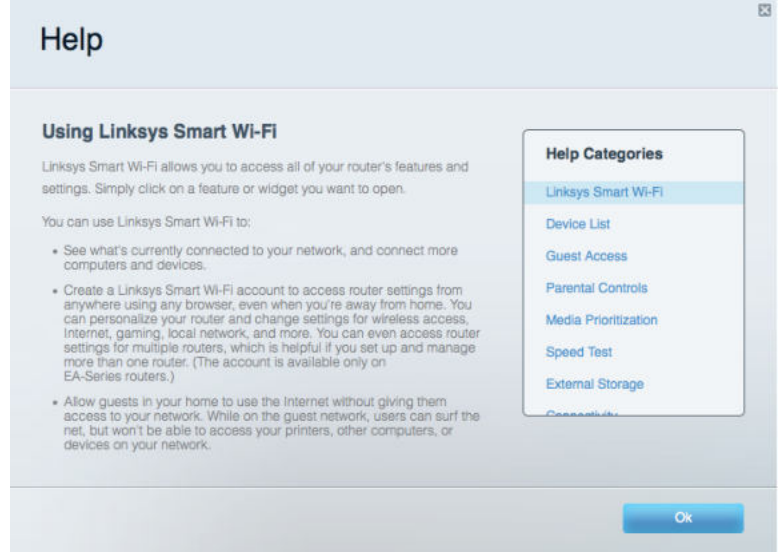 Help
Using Linksys Smart Wi-Fi
Linksys Smart Wi-Fi allows you to access all of your router's features and
settings. Simply click on a feature or widget you want to open.
You can use Linksys Smart Wi-Fi to:
• See what's currently connected to your network, and connect more
computers and devices.
• Create a Linksys Smart Wi-Fi account to access router settings from
anywhere using any browser, even when you're away from home. You
can personalize your router and change settings for wireless access,
Internet, gaming, local network, and more. You can even access router
settings for multiple routers, which is helpful if you set up and manage
more than one router. (The account is available only on
EA-Series routers.)
• Allow guests in your home to use the Internet without giving them
access to your network. While on the guest network, users can surf the
net, but won't be able to access your printers, other computers, or
devices on your network.
Help Categories
Linksys Smart Wi-Fi
Device List
Guest Access
Parental Controls
Media Prioritization
Speed Test
External Storage
Connectivity
Ok